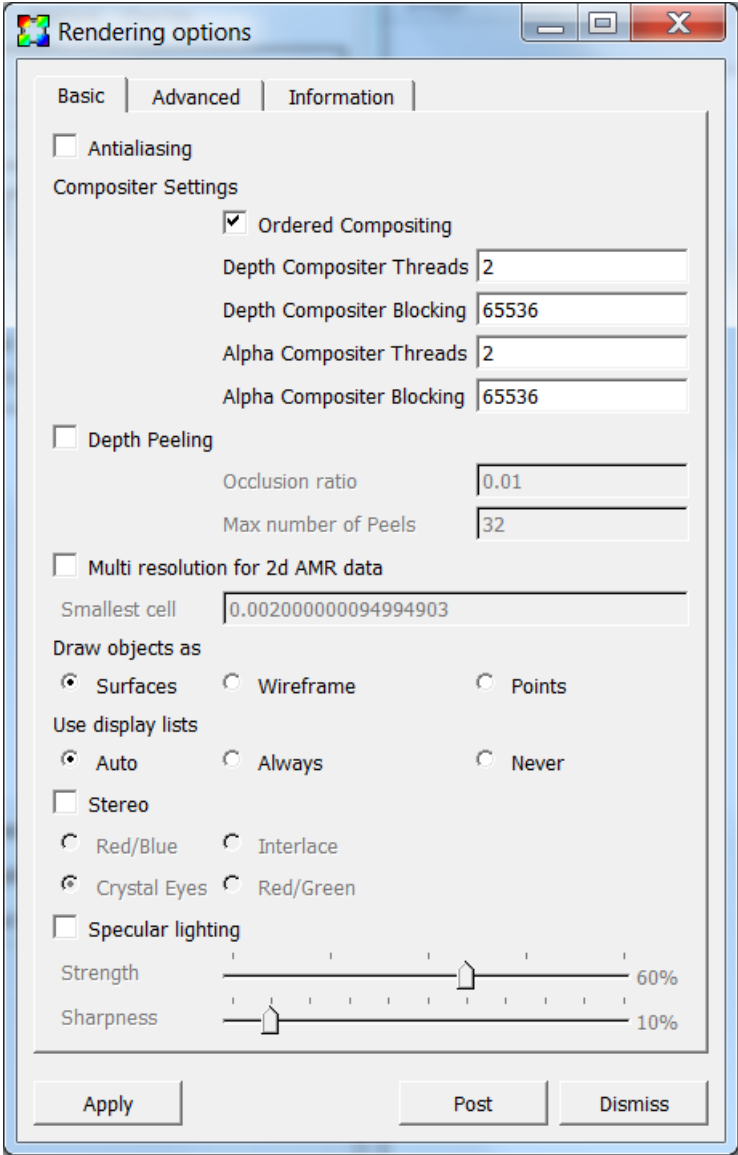 Rendering options
Basic Advanced Information
Antialiasing
Compositer Settings
Ordered Compositing
Depth Compositer Threads 2
Depth Compositer Blocking 65536
Alpha Compositer Threads 2
Alpha Compositer Blocking 65536
Depth Peeling
Occlusion ratio 0.01
Max number of Peels 32
Multi resolution for 2d AMR data
Smallest cell 0.002000000094994903
Draw objects as
Surfaces Wireframe Points
Use display lists
Auto Always Never
Stereo
Red/Blue Interlace
Crystal Eyes Red/Green
Specular lighting
Strength 60%
Sharpness 10%
Apply Post Dismiss